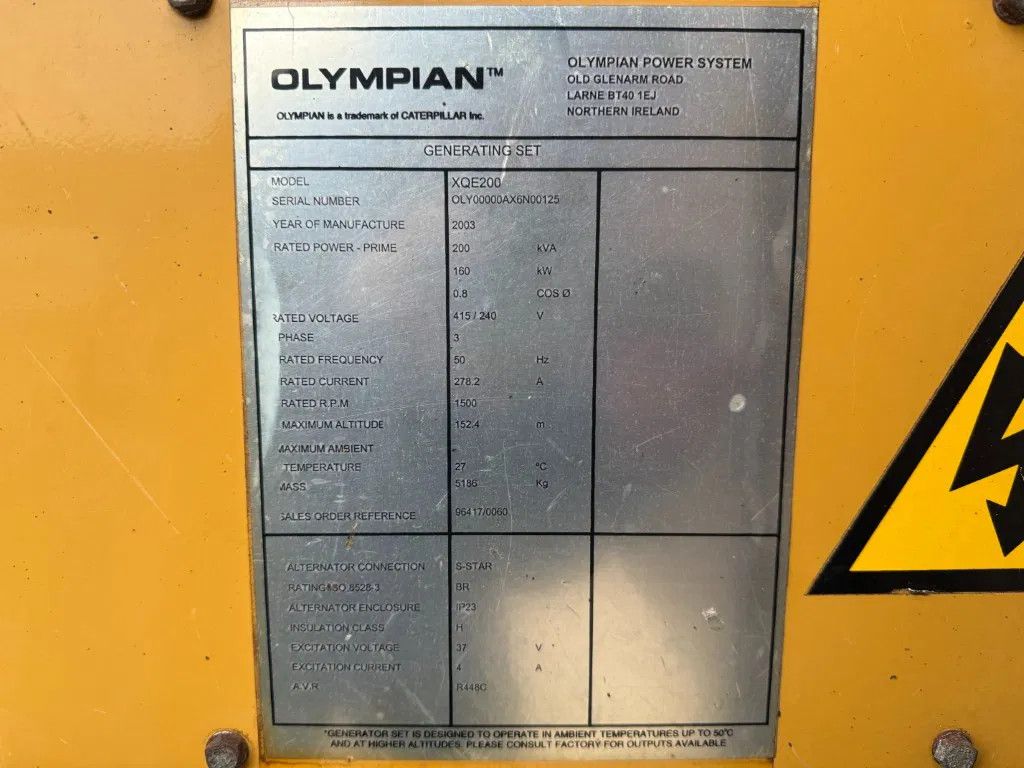 OLYMPIAN™
OLYMPIAN is a trademark of CATERPILLAR Inc.
OLYMPIAN POWER SYSTEM
OLD GLENARM ROAD
LARNE BT40 1EJ
NORTHERN IRELAND
GENERATING SET
MODEL XQE200
SERIAL NUMBER OLY00000AX6N00125
YEAR OF MANUFACTURE 2003
RATED POWER - PRIME 200 kVA
160 kW
0.8 COS Ø
RATED VOLTAGE 415 / 240 V
PHASE 3
RATED FREQUENCY 50 Hz
RATED CURRENT 278.2 A
RATED R.P.M 1500
MAXIMUM ALTITUDE 152.4 m
MAXIMUM AMBIENT
TEMPERATURE 27 °C
MASS 5186 Kg
SALES ORDER REFERENCE 96417/0060
ALTERNATOR CONNECTION S-STAR
RATING ISO 8528-3 BR
ALTERNATOR ENCLOSURE IP23
INSULATION CLASS H
EXCITATION VOLTAGE 37 V
EXCITATION CURRENT 4 A
A.V.R R448C
*GENERATOR SET IS DESIGNED TO OPERATE IN AMBIENT TEMPERATURES UP TO 50°C
AND AT HIGHER ALTITUDES. PLEASE CONSULT FACTORY FOR OUTPUTS AVAILABLE